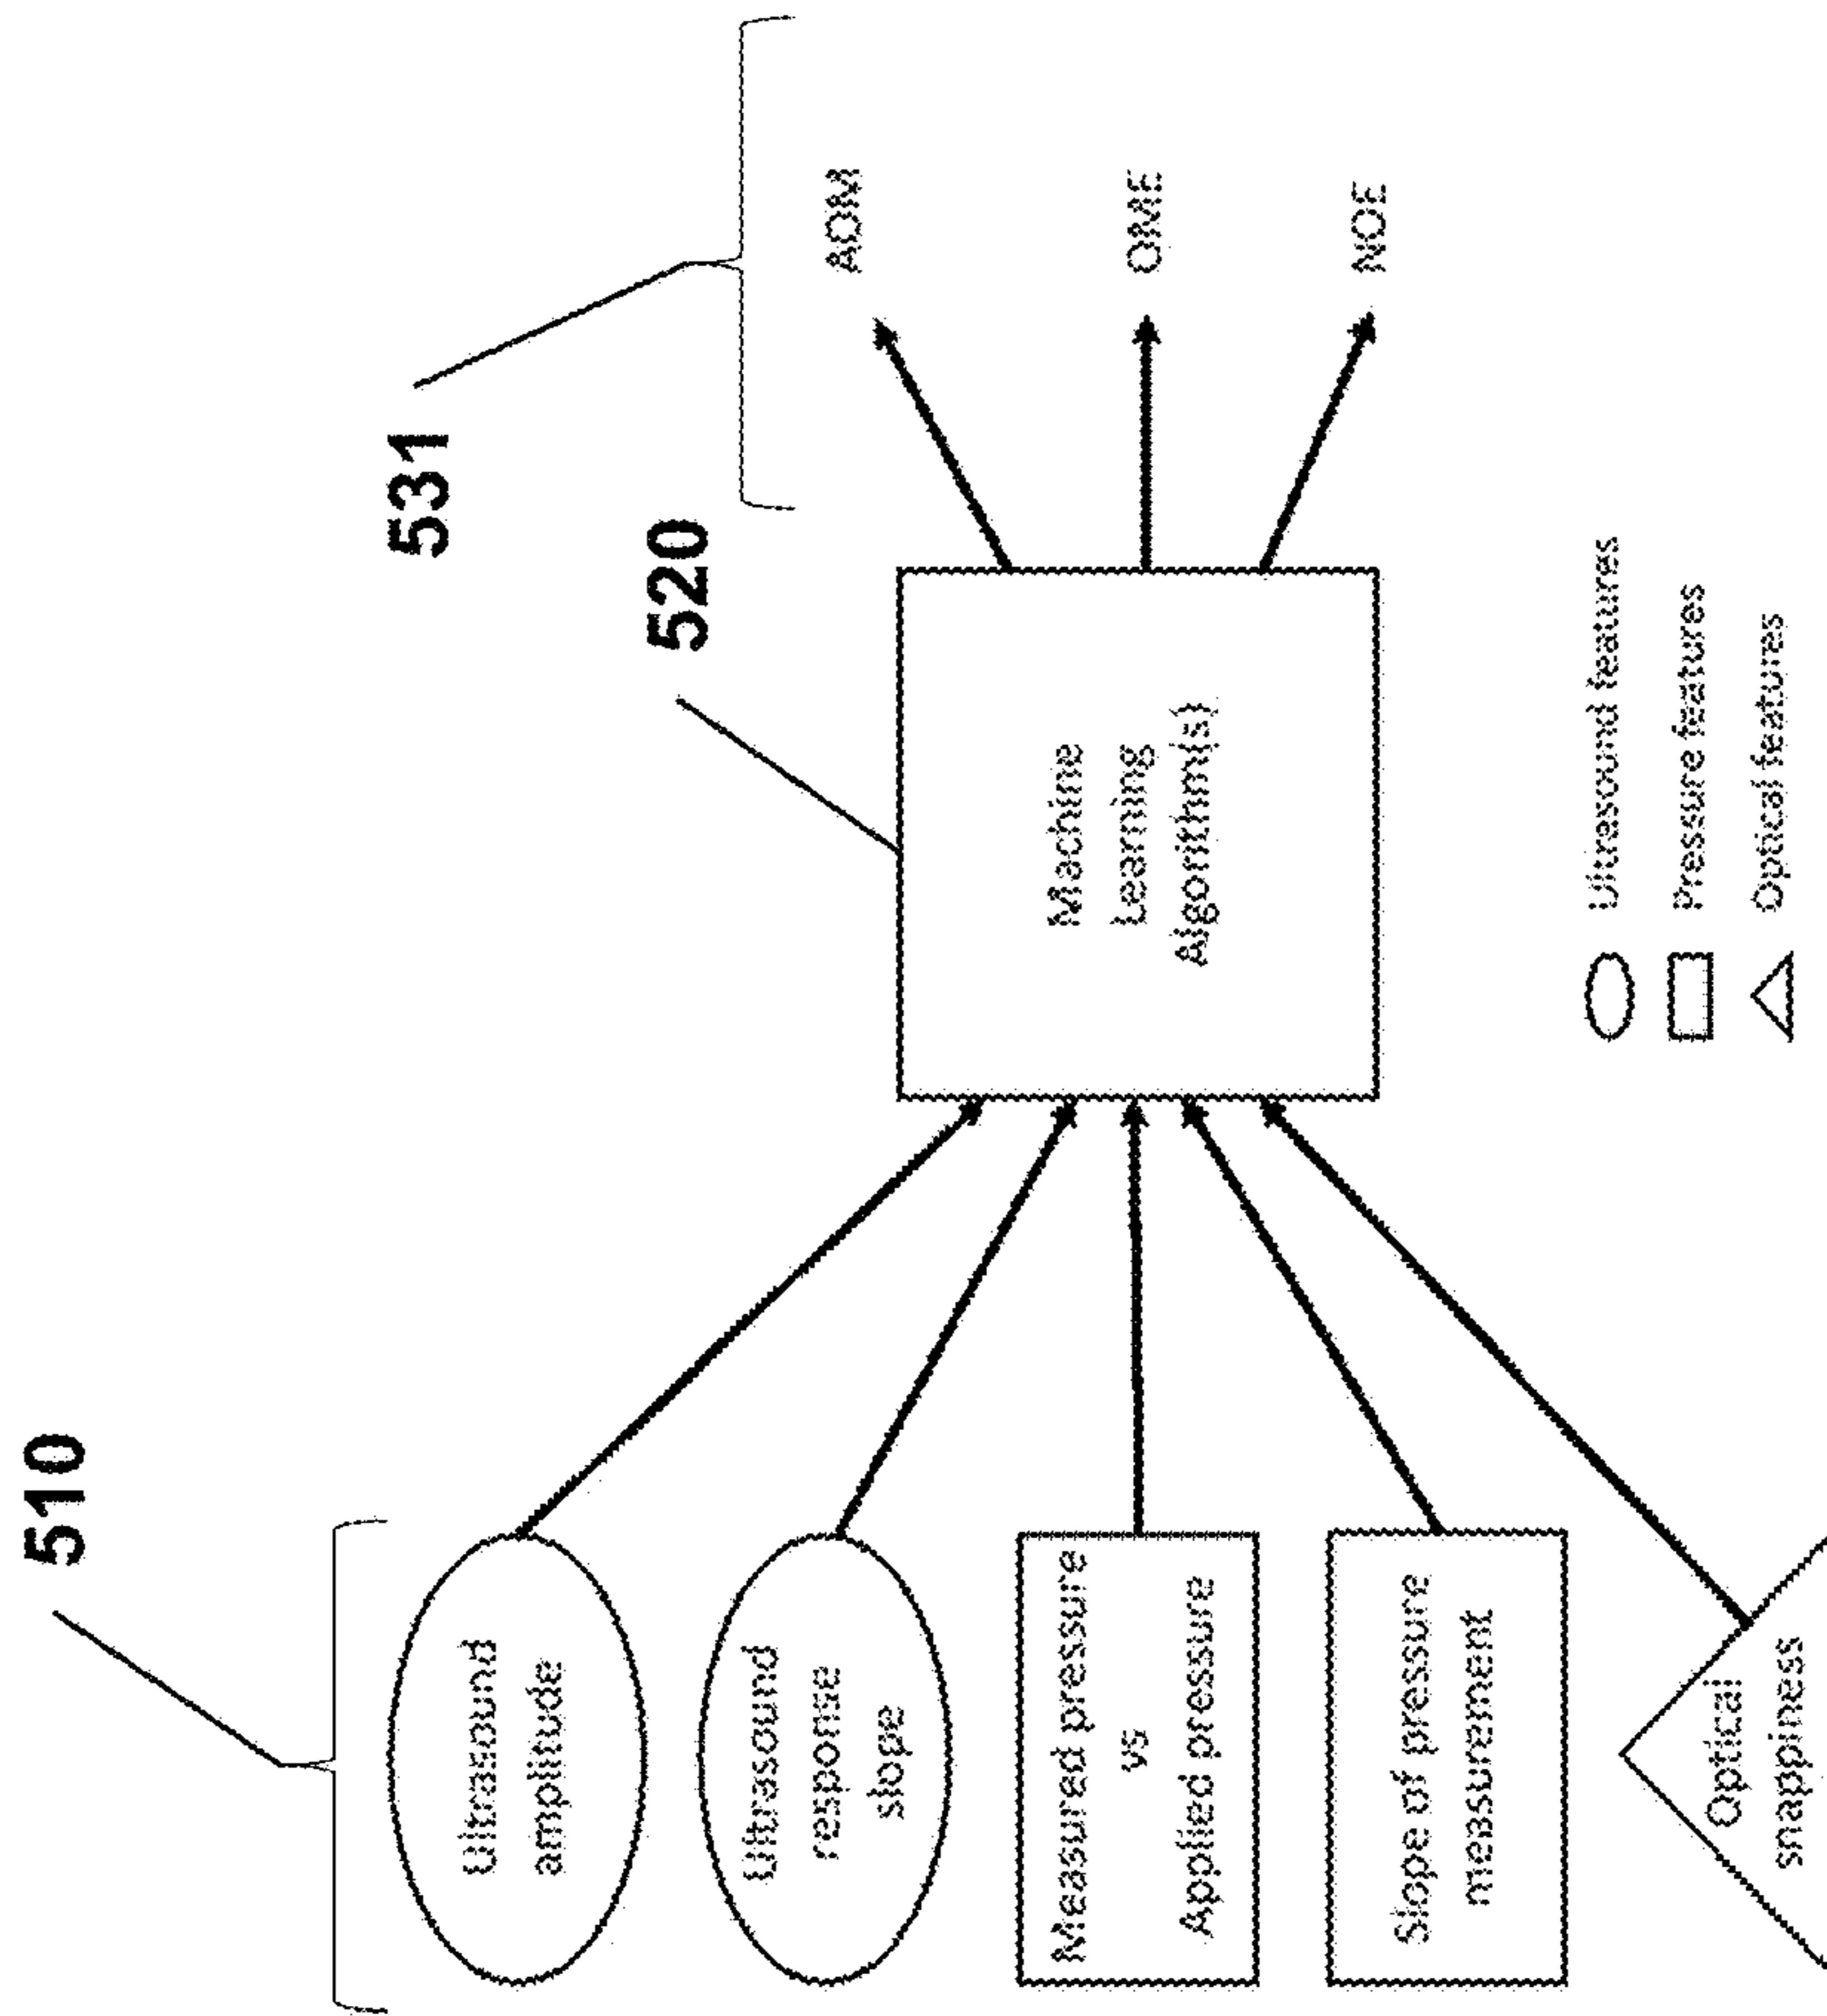 510
Ultrasound
amplitude
Ultrasound
response
slope
Measured pressure
vs
Applied pressure
Slope of pressure
measurement
Optical
snappiness
520
Machine
Learning
Algorithm(s)
531
AOM
OME
NOE
Ultrasound features
Pressure features
Optical features